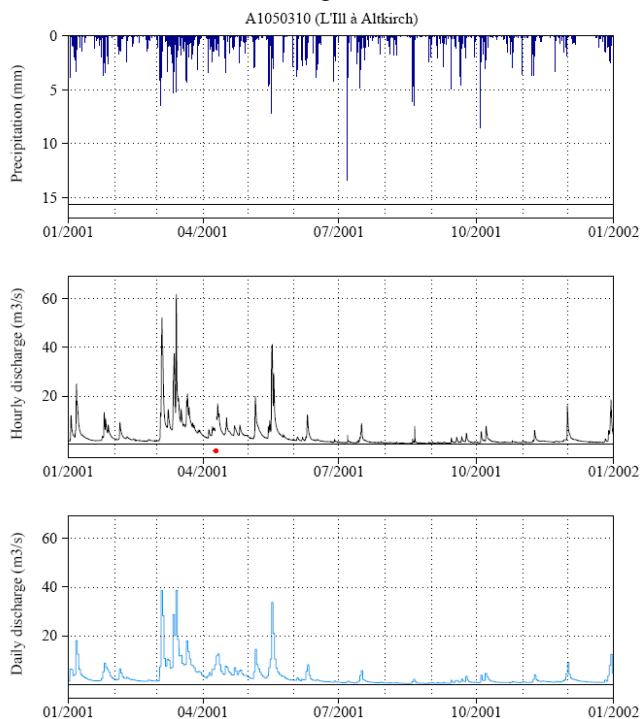 A1050310 (L'Ill à Altkirch)
Precipitation (mm)
0
5
10
15
01/2001 04/2001 07/2001 10/2001 01/2002
Hourly discharge (m3/s)
60
40
20
01/2001 04/2001 07/2001 10/2001 01/2002
Daily discharge (m3/s)
60
40
20
01/2001 04/2001 07/2001 10/2001 01/2002